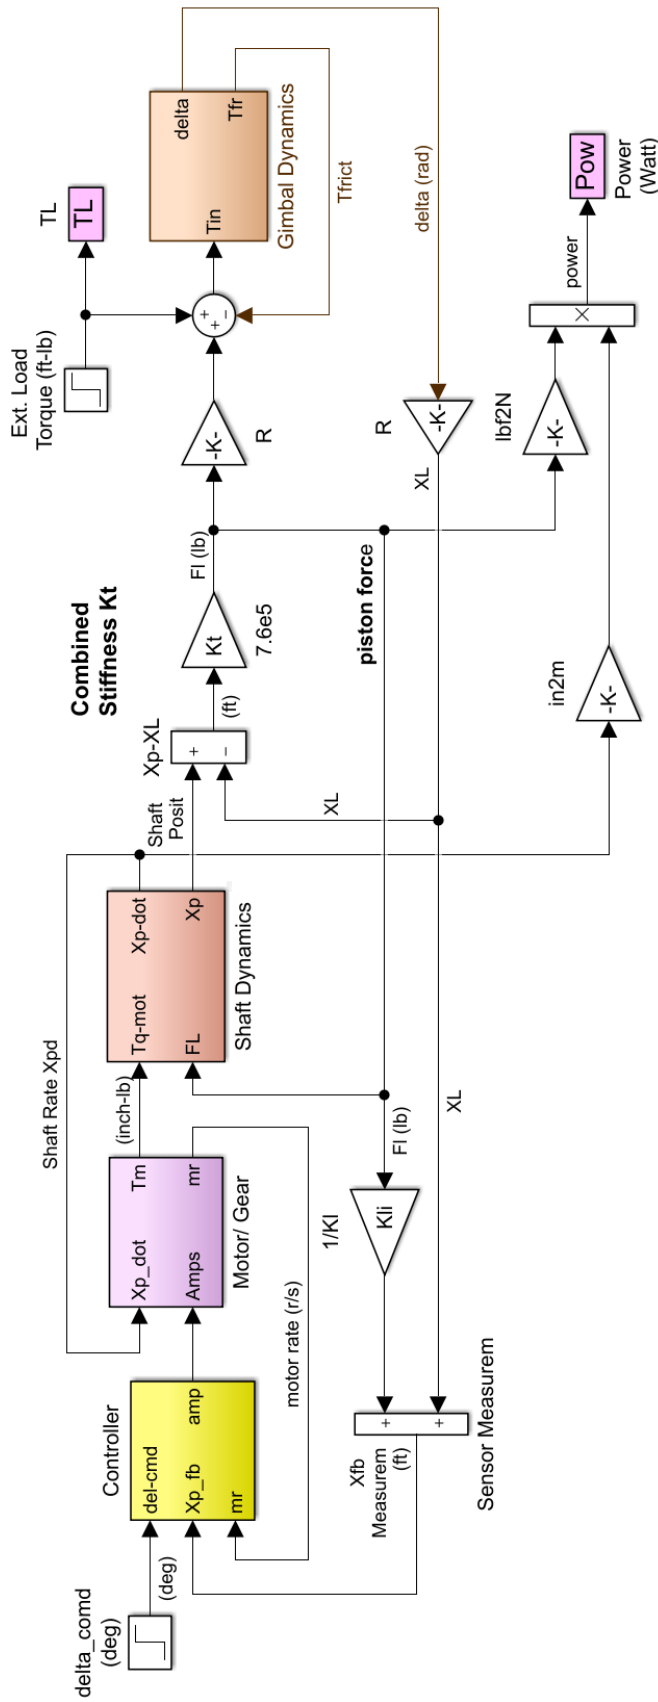 delta_comd
(deg)
(deg)
Controller
del-cmd
Xp_fb
mr
amp
Shaft Rate Xpd
Xp_dot
Amps
Tm
mr
Motor/ Gear
motor rate (r/s)
(inch-lb)
Tq-mot
FL
Xp-dot
Xp
Shaft Dynamics
Shaft
Posit
Xp-XL
+
−
(ft)
Combined
Stiffness Kt
Kt
7.6e5
Fl (lb)
-K-
R
Ext. Load
Torque (ft-lb)
TL
TL
+
+
−
Tin
delta
Tfr
Gimbal Dynamics
Tfrict
delta (rad)
-K-
R
XL
XL
piston force
Fl (lb)
1/Kl
Kli
XL
+
+
Xfb
Measurem
(ft)
Sensor Measurem
in2m
-K-
lbf2N
-K-
×
power
Pow
Power
(Watt)